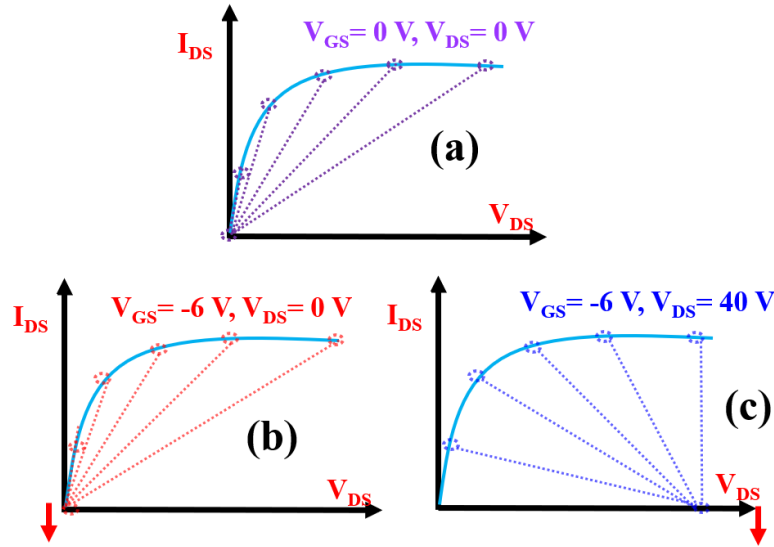 I_DS
V_GS= 0 V, V_DS= 0 V
(a)
V_DS
I_DS
V_GS= -6 V, V_DS= 0 V
(b)
V_DS
I_DS
V_GS= -6 V, V_DS= 40 V
(c)
V_DS